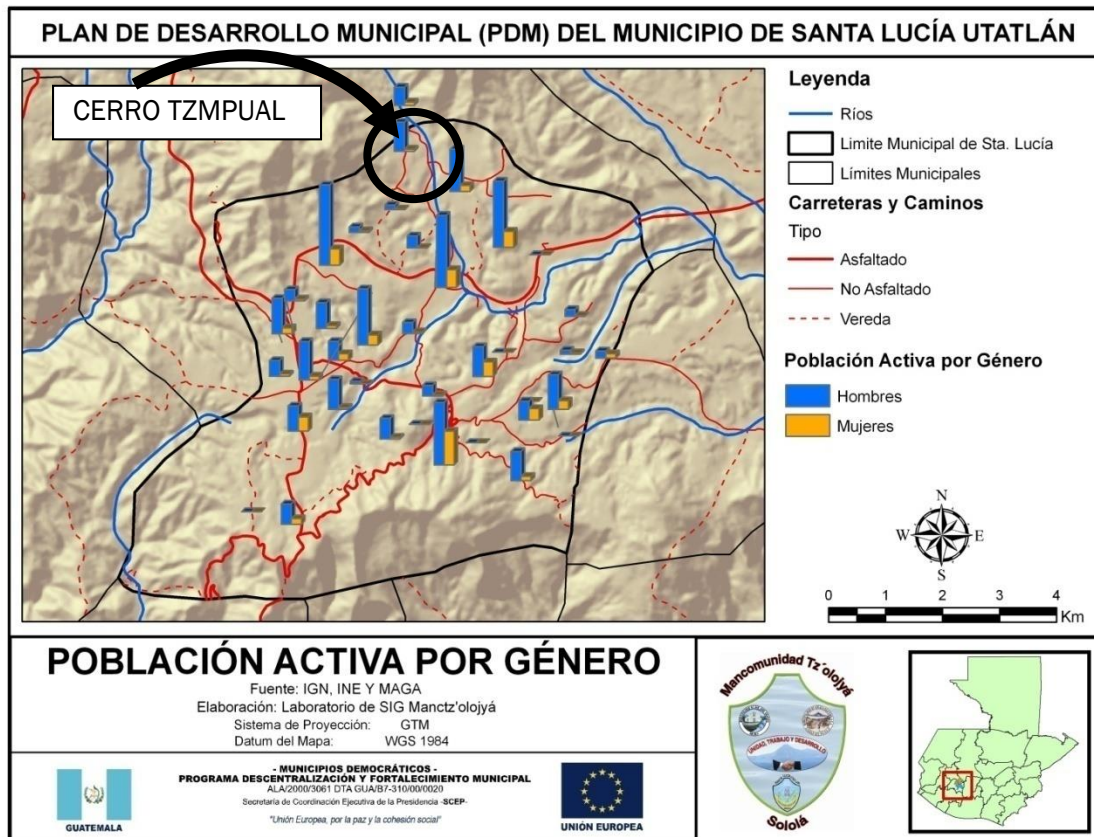 PLAN DE DESARROLLO MUNICIPAL (PDM) DEL MUNICIPIO DE SANTA LUCÍA UTATLÁN
CERRO TZMPUAL
Leyenda
Ríos
Limite Municipal de Sta. Lucía
Límites Municipales
Carreteras y Caminos
Tipo
Asfaltado
No Asfaltado
Vereda
Población Activa por Género
Hombres
Mujeres
N
W E
S
0 1 2 3 4
Km
POBLACIÓN ACTIVA POR GÉNERO
Fuente: IGN, INE Y MAGA
Elaboración: Laboratorio de SIG Manctz'olojyá
Sistema de Proyección: GTM
Datum del Mapa: WGS 1984
- MUNICIPIOS DEMOCRÁTICOS -
PROGRAMA DESCENTRALIZACIÓN Y FORTALECIMIENTO MUNICIPAL
ALA/2000/3061 DTA GUA/B7-310/00/0020
Secretaría de Coordinación Ejecutiva de la Presidencia -SCEP-
"Unión Europea, por la paz y la cohesión social"
GUATEMALA
UNIÓN EUROPEA
Mancomunidad Tz´olojyá
UNIDAD, TRABAJO Y DESARROLLO
Sololá